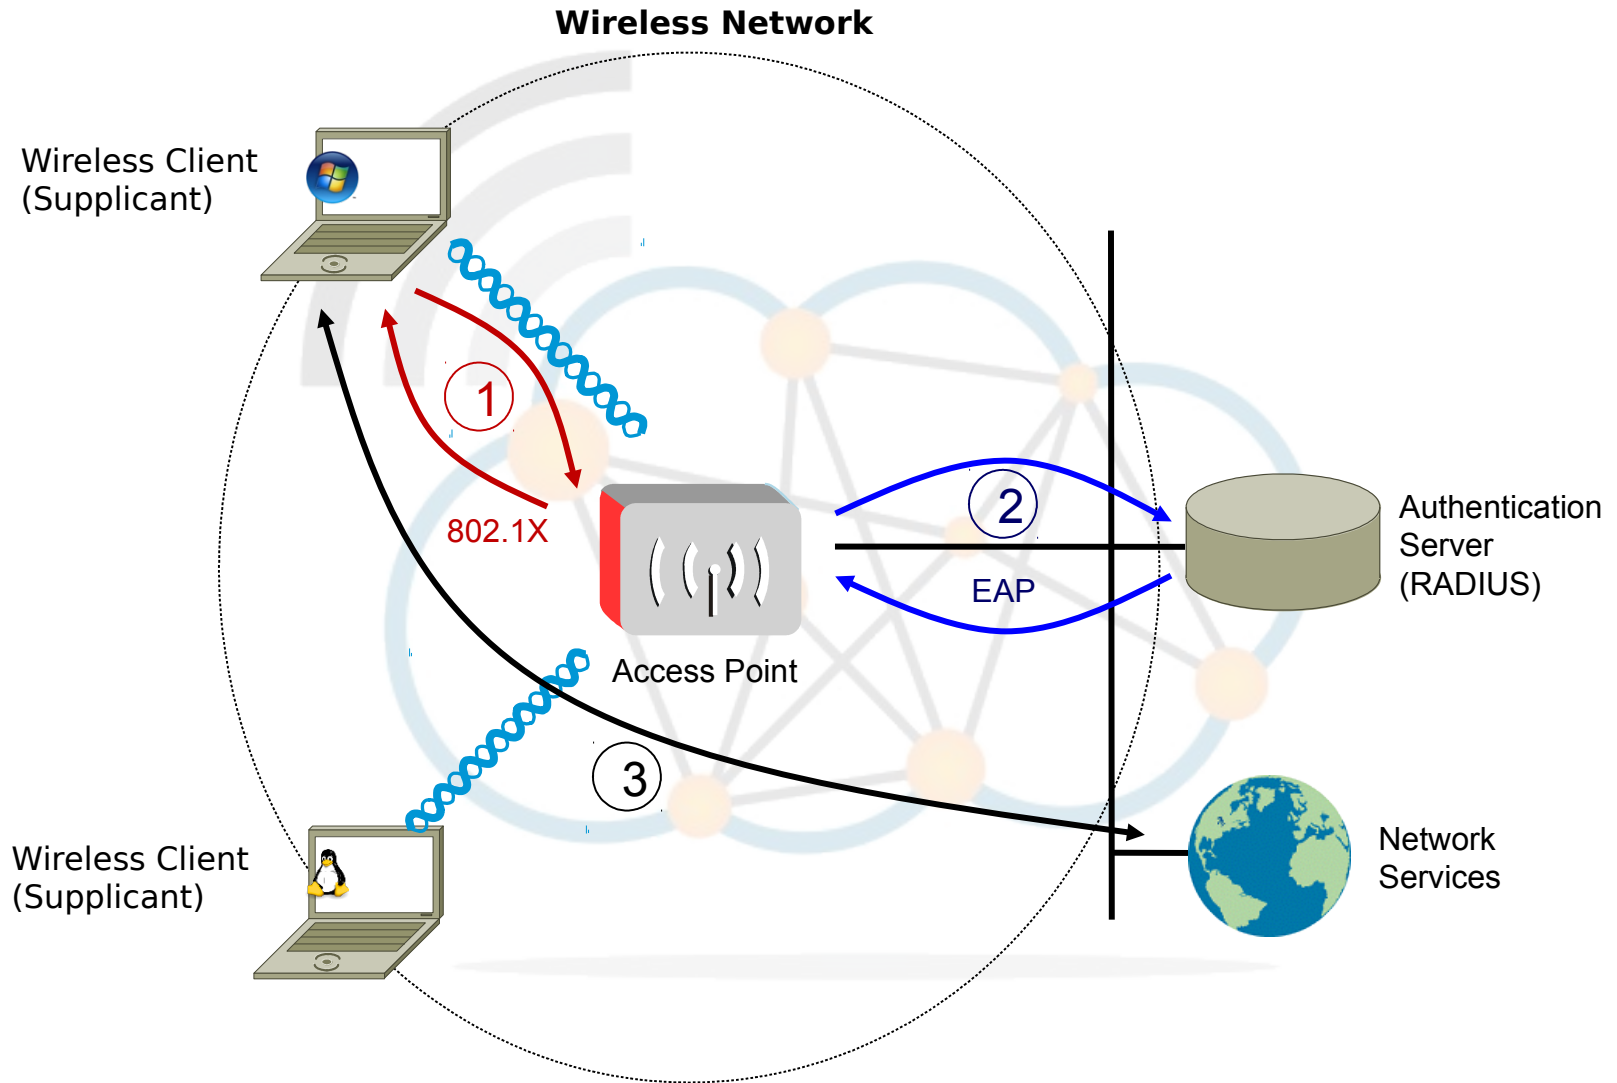 Wireless Network
Wireless Client
(Supplicant)
1
802.1X
2
EAP
Authentication
Server
(RADIUS)
Access Point
3
Wireless Client
(Supplicant)
Network
Services